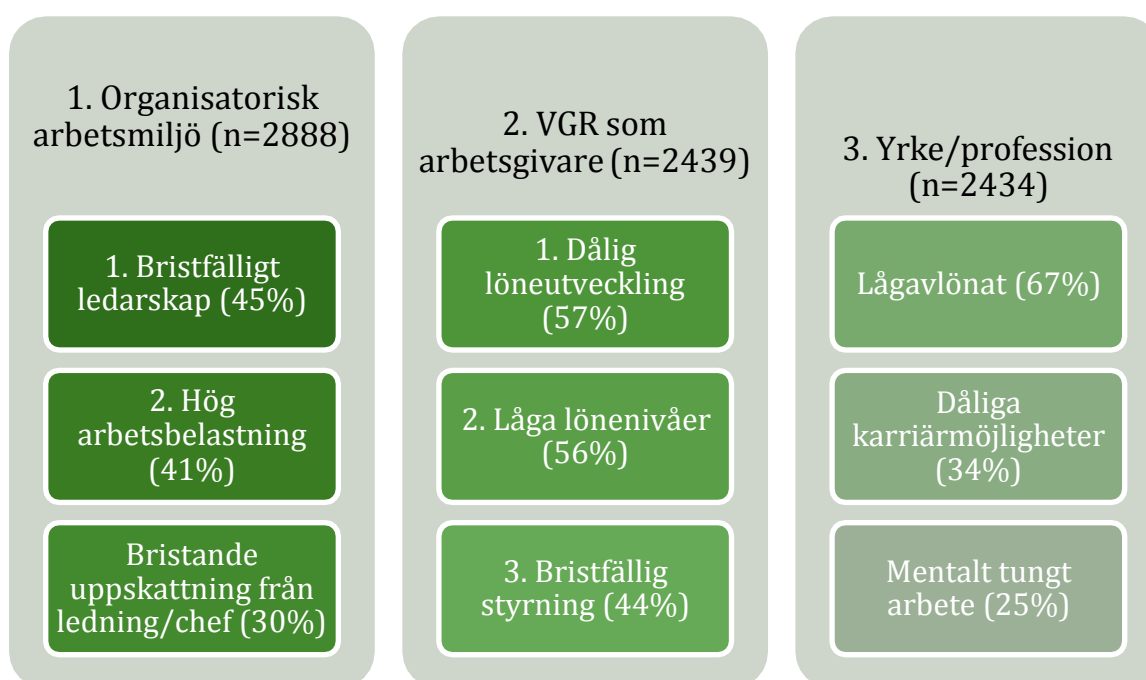 1. Organisatorisk
arbetsmiljö (n=2888)
1. Bristfälligt
ledarskap (45%)
2. Hög
arbetsbelastning
(41%)
Bristande
uppskattning från
ledning/chef (30%)
2. VGR som
arbetsgivare (n=2439)
1. Dålig
löneutveckling
(57%)
2. Låga lönenivåer
(56%)
3. Bristfällig
styrning (44%)
3. Yrke/profession
(n=2434)
Lågavlönat (67%)
Dåliga
karriärmöjligheter
(34%)
Mentalt tungt
arbete (25%)